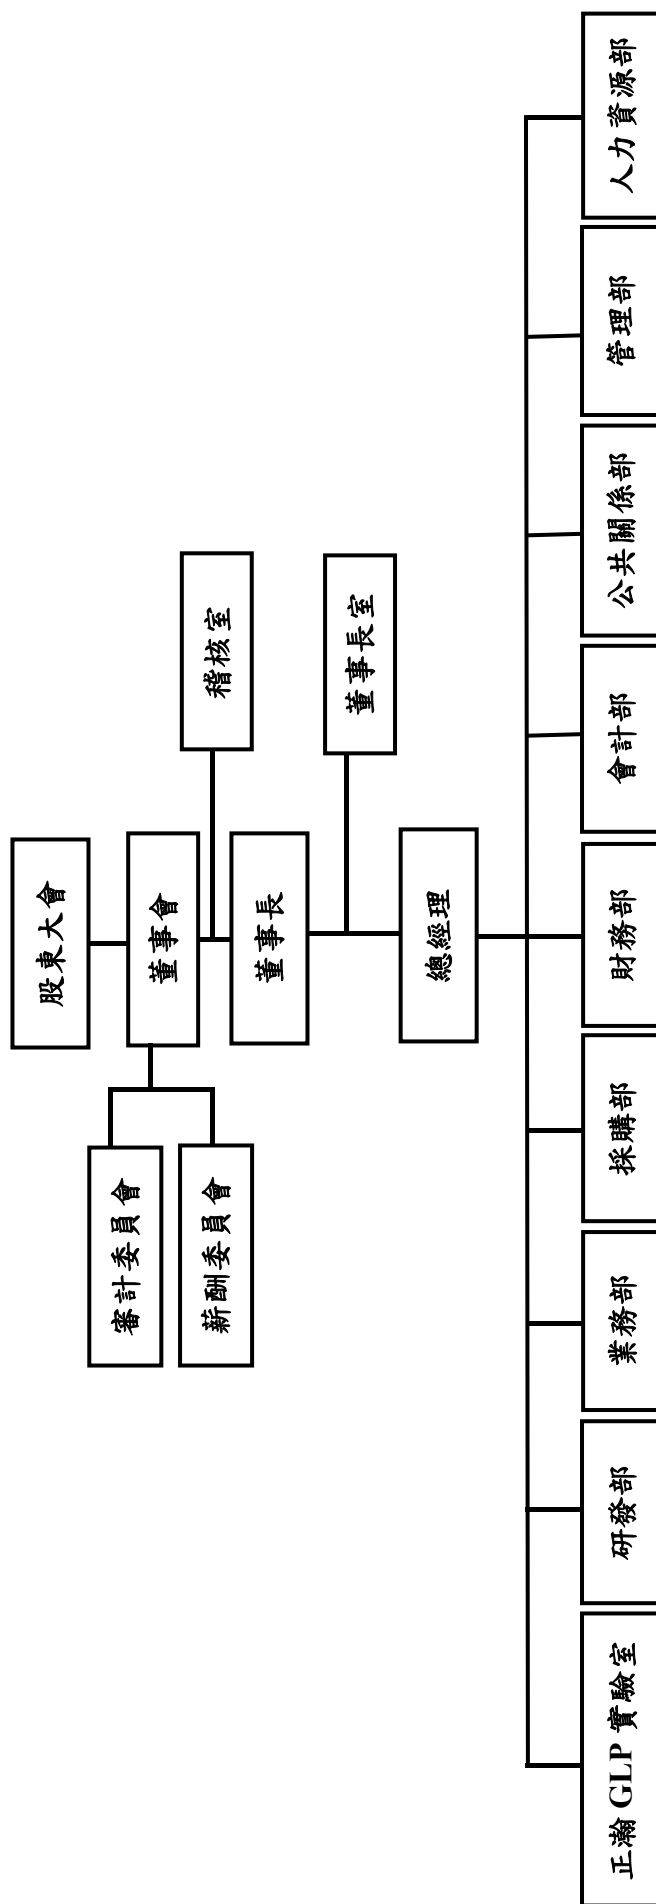 股東大會
董事會
審計委員會
薪酬委員會
稽核室
董事長
董事長室
總經理
正瀚 GLP 實驗室
研發部
業務部
採購部
財務部
會計部
公共關係部
管理部
人力資源部